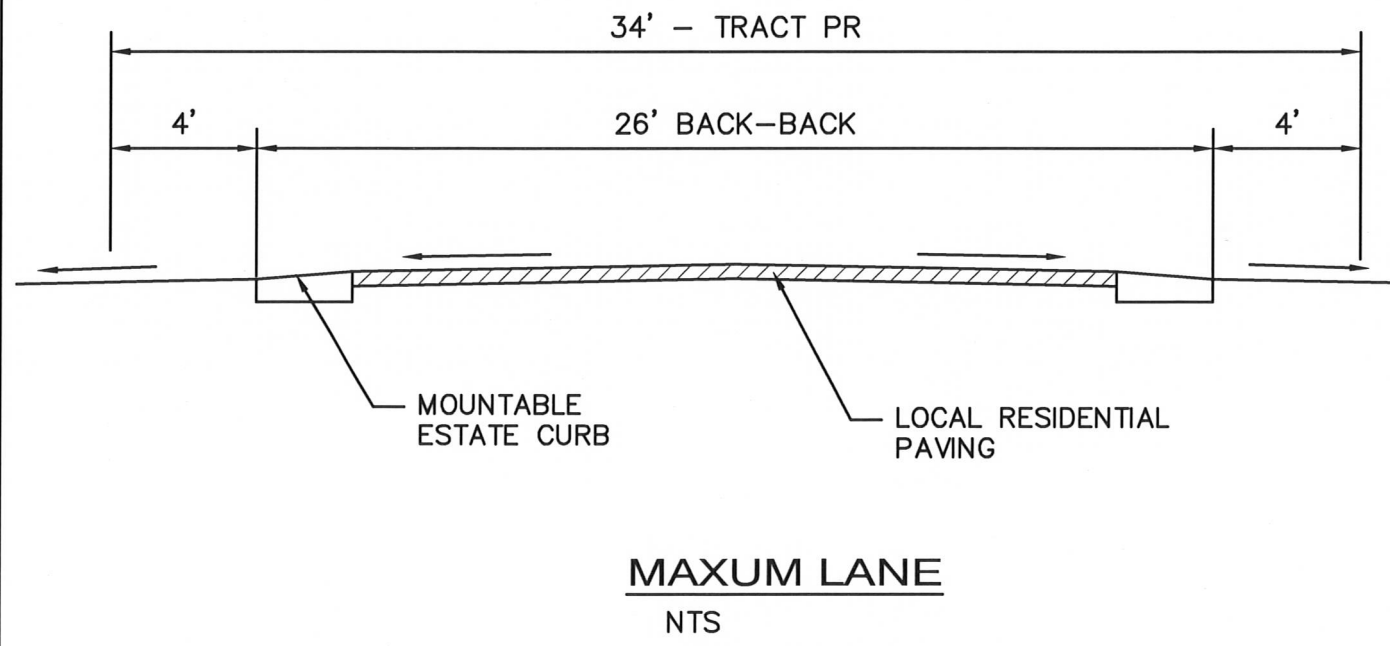 34' – TRACT PR
4'
26' BACK–BACK
4'
MOUNTABLE
ESTATE CURB
LOCAL RESIDENTIAL
PAVING
MAXUM LANE
NTS